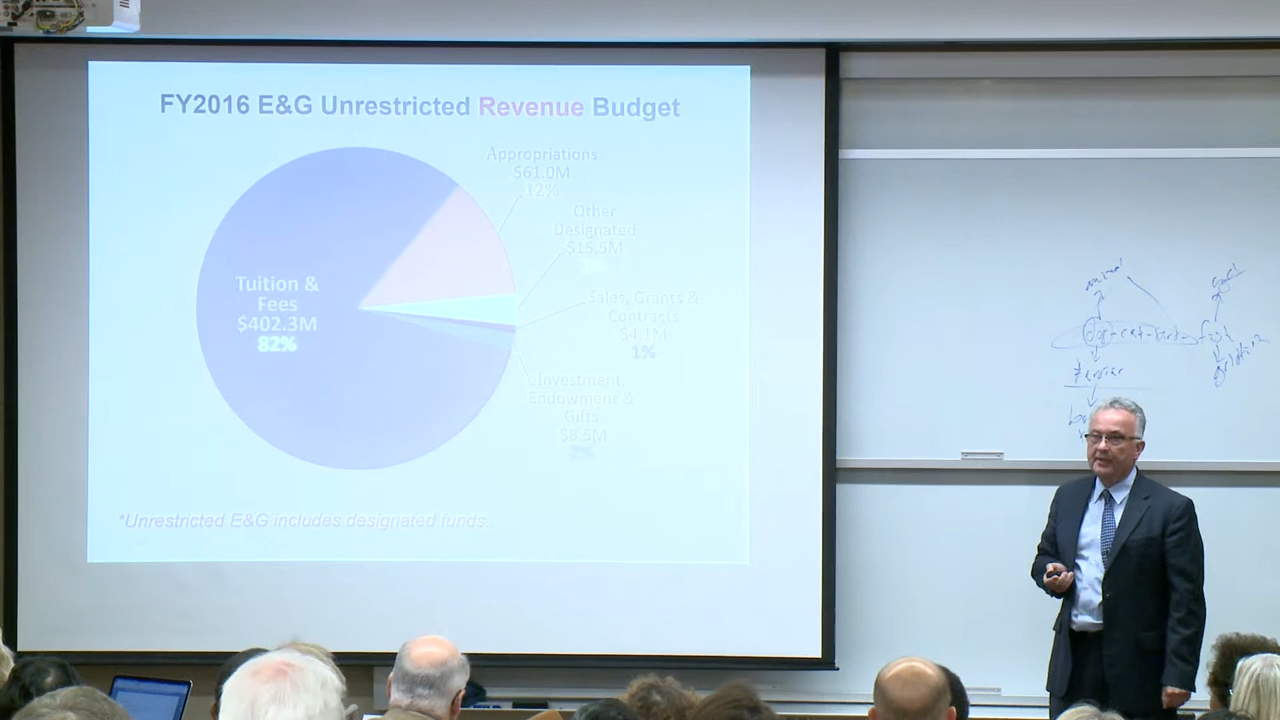 FY2016 E&G Unrestricted Revenue Budget
Appropriations
$61.0M
12%
Other
Designated
$15.5M
Tuition &
Fees
$402.3M
82%
Sales, Grants &
Contracts
$4.1M
1%
Investment,
Endowment &
Gifts
$8.5M
*Unrestricted E&G includes designated funds.